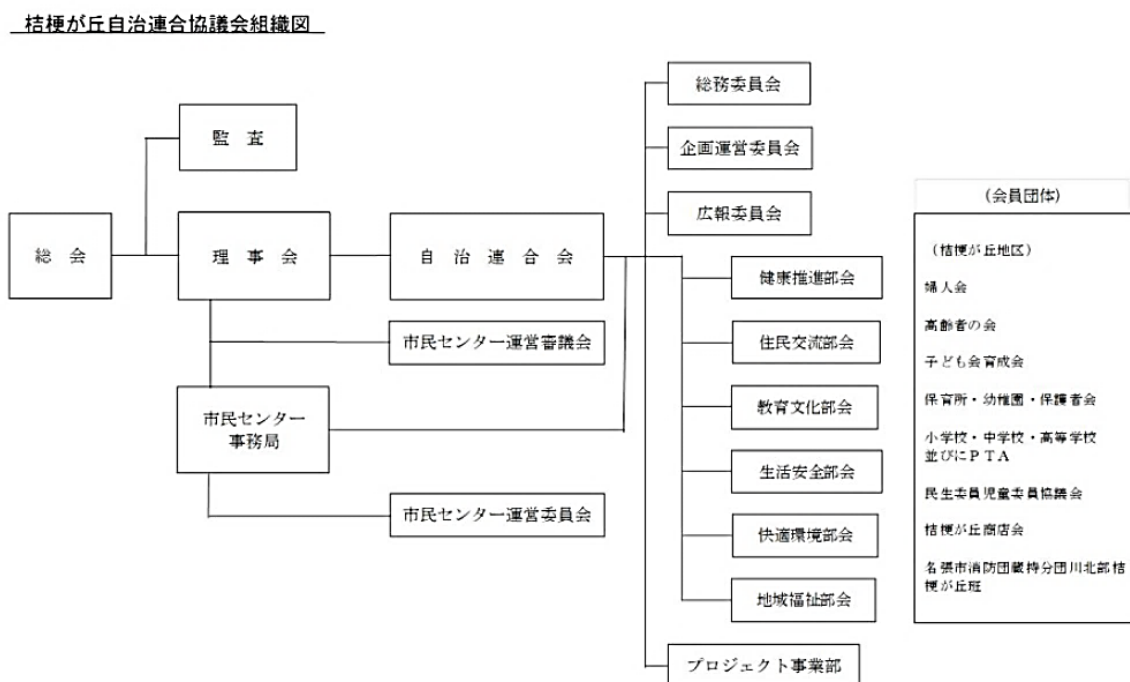 桔梗が丘自治連合協議会組織図
監　査
総　会
理　事　会
自　治　連　合　会
市民センター運営審議会
市民センター
事務局
市民センター運営委員会
総務委員会
企画運営委員会
広報委員会
健康推進部会
住民交流部会
教育文化部会
生活安全部会
快適環境部会
地域福祉部会
プロジェクト事業部
（会員団体）
（桔梗が丘地区）
婦人会
高齢者の会
子ども会育成会
保育所・幼稚園・保護者会
小学校・中学校・高等学校
並びにＰＴＡ
民生委員児童委員協議会
桔梗が丘商店会
名張市消防団蔵持分団川北部桔
梗が丘班